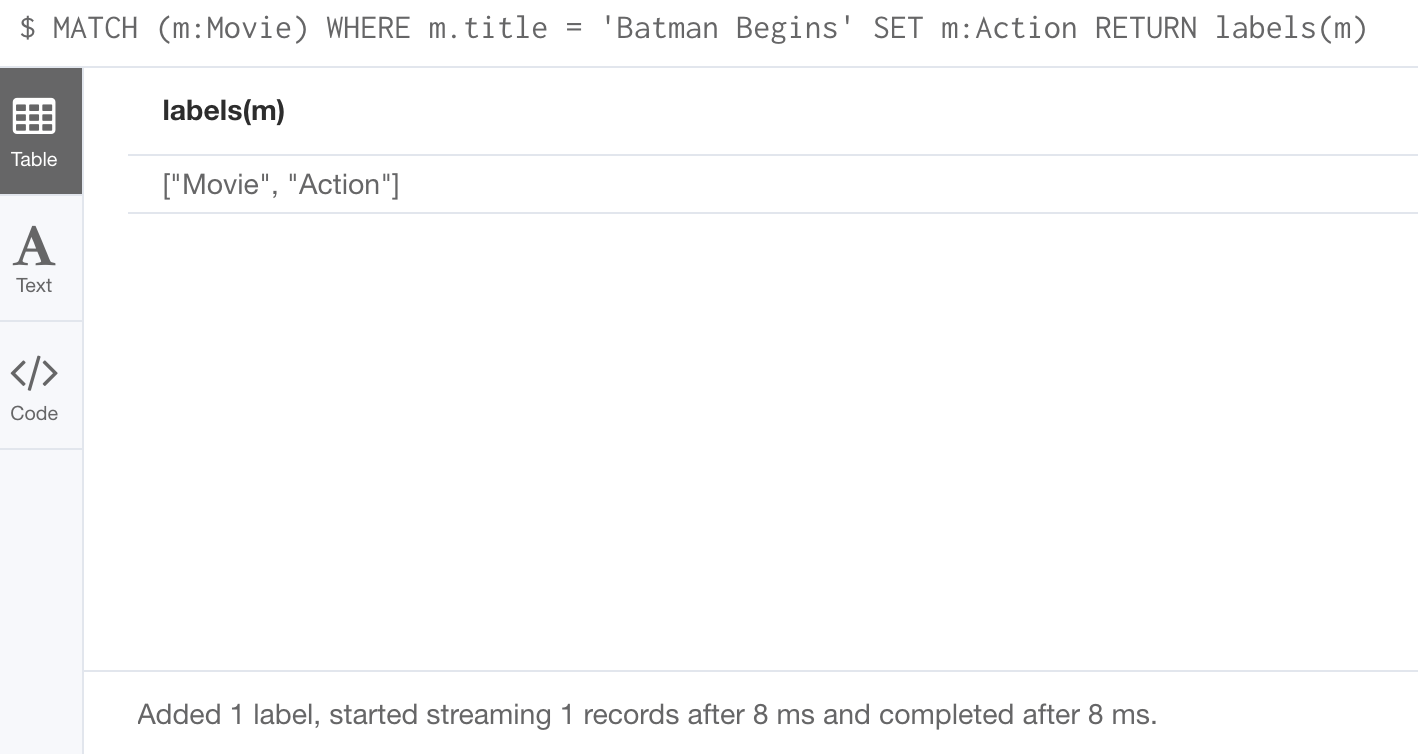 $ MATCH (m:Movie) WHERE m.title = 'Batman Begins' SET m:Action RETURN labels(m)
labels(m)
Table
["Movie", "Action"]
A
Text
</>
Code
Added 1 label, started streaming 1 records after 8 ms and completed after 8 ms.